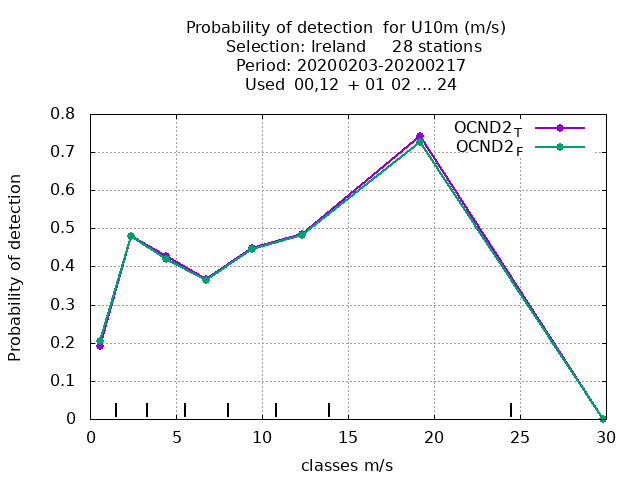 Probability of detection for U10m (m/s)
Selection: Ireland 28 stations
Period: 20200203-20200217
Used 00,12 + 01 02 ... 24
OCND2T
OCND2F
Probability of detection
0.8
0.7
0.6
0.5
0.4
0.3
0.2
0.1
0
0 5 10 15 20 25 30
classes m/s